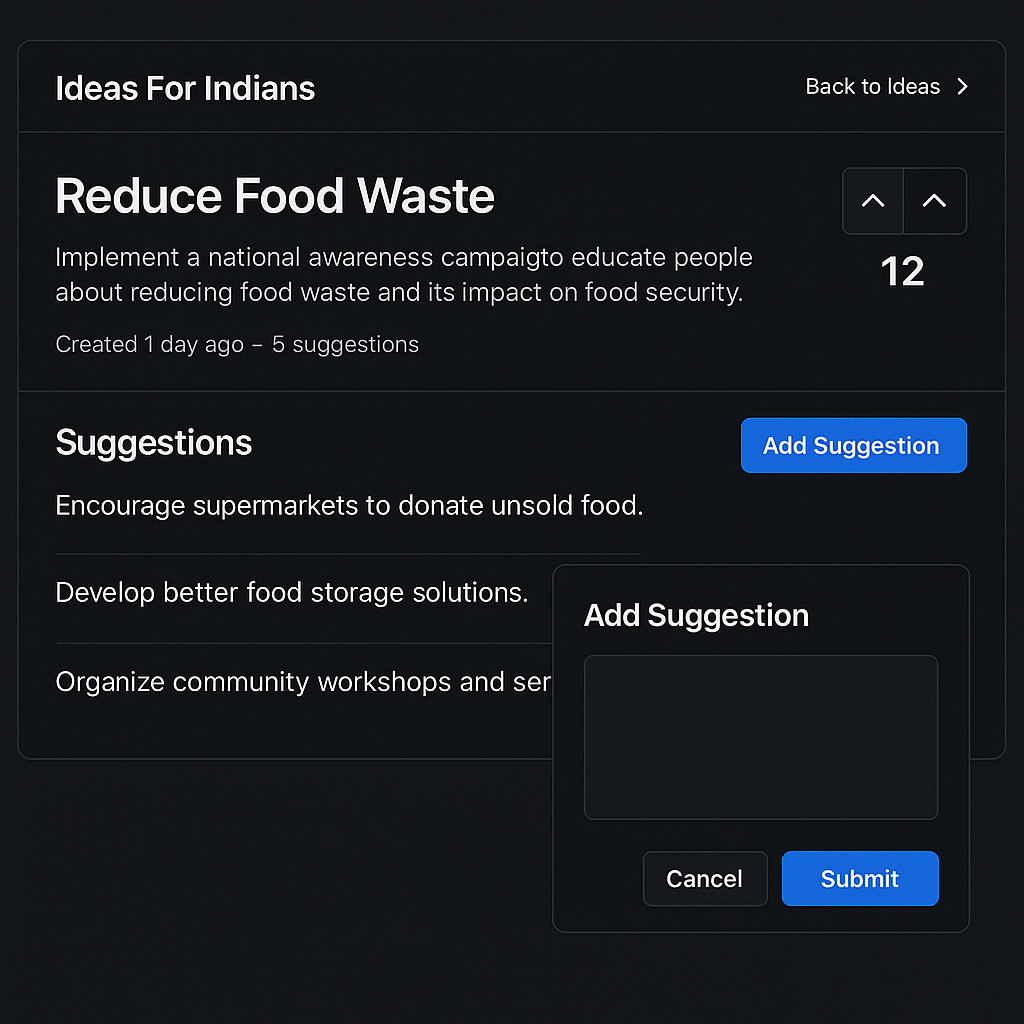 Ideas For Indians
Back to Ideas
Reduce Food Waste
Implement a national awareness campaigto educate people
about reducing food waste and its impact on food security.
12
Created 1 day ago – 5 suggestions
Suggestions
Add Suggestion
Encourage supermarkets to donate unsold food.
Develop better food storage solutions.
Organize community workshops and ser
Add Suggestion
Cancel
Submit